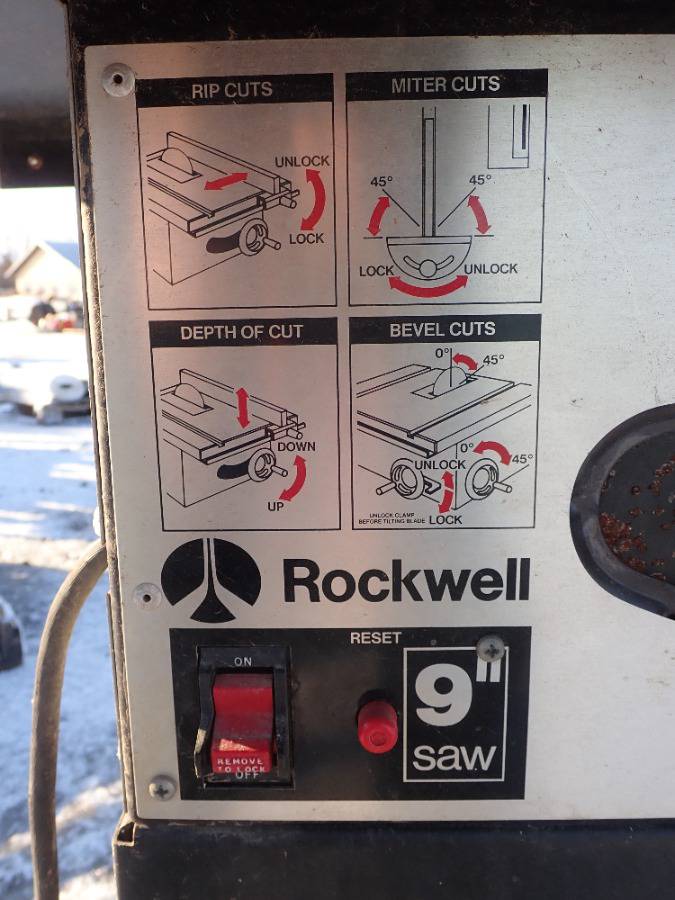 RIP CUTS
UNLOCK
LOCK
MITER CUTS
45° 45°
LOCK UNLOCK
DEPTH OF CUT
DOWN
UP
BEVEL CUTS
0° 45°
0°
UNLOCK 45°
UNLOCK CLAMP
BEFORE TILTING BLADE LOCK
Rockwell
RESET
ON
REMOVE
TO LOCK
OFF
9"
saw